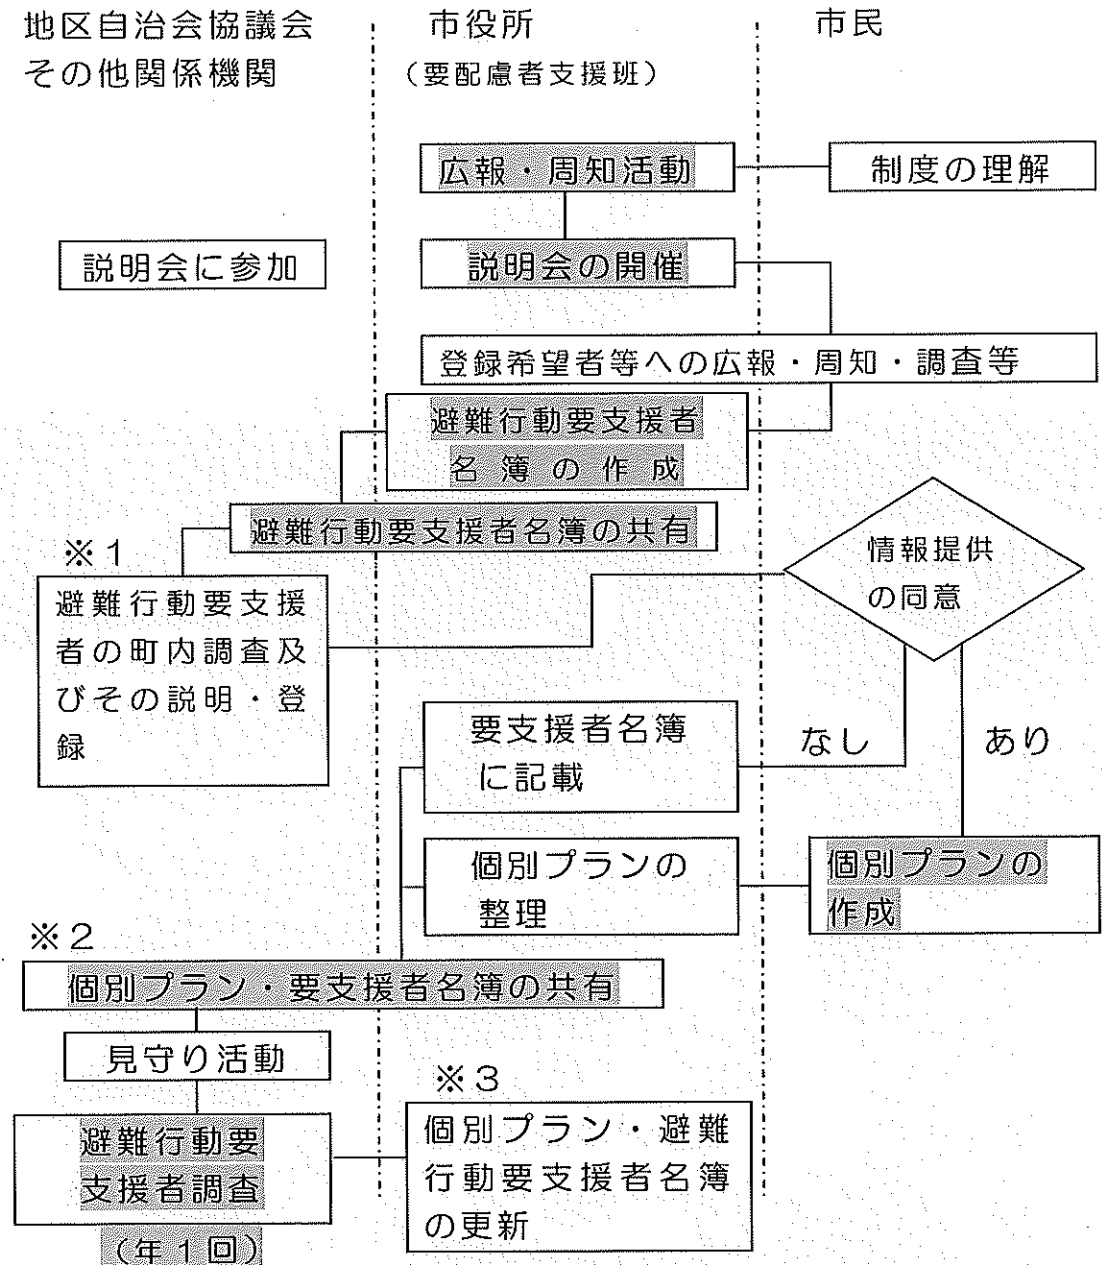 地区自治会協議会
その他関係機関
市役所
（要配慮者支援班）
市民
広報・周知活動
制度の理解
説明会に参加
説明会の開催
登録希望者等への広報・周知・調査等
避難行動要支援者
名簿の作成
避難行動要支援者名簿の共有
※１
避難行動要支援
者の町内調査及
びその説明・登
録
情報提供
の同意
なし
あり
要支援者名簿
に記載
個別プランの
整理
個別プランの
作成
※２
個別プラン・要支援者名簿の共有
見守り活動
避難行動要
支援者調査
（年１回）
※３
個別プラン・避難
行動要支援者名簿
の更新